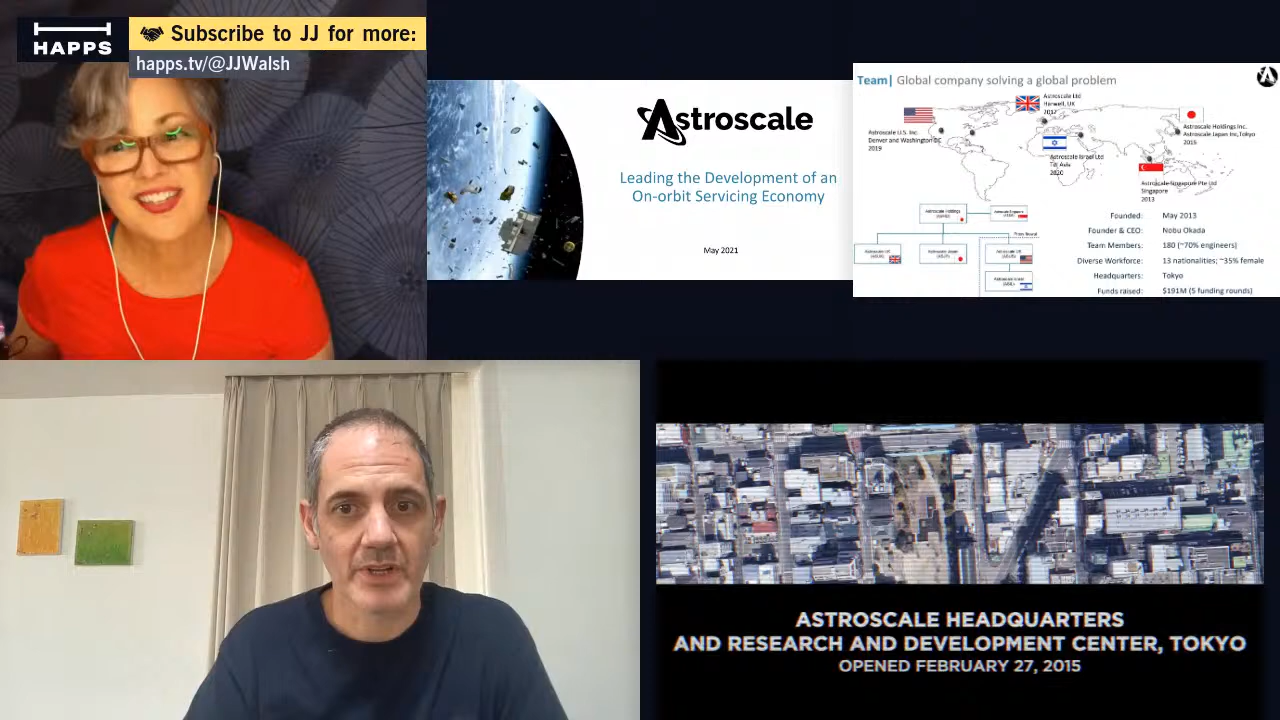 HAPPS
Subscribe to JJ for more:
happs.tv/@JJWalsh
Astroscale
Leading the Development of an
On-orbit Servicing Economy
May 2021
Team| Global company solving a global problem
Astroscale Ltd
Harwell, UK
2017
Astroscale U.S. Inc.
Denver and Washington DC
2019
Astroscale Israel Ltd
Tel Aviv
2020
Astroscale Holdings Inc.
Astroscale Japan Inc, Tokyo
2015
Astroscale Singapore Pte Ltd
Singapore
2013
Astroscale Holdings
Founded: May 2013
Founder & CEO: Nobu Okada
Team Members: 180 (~70% engineers)
Diverse Workforce: 13 nationalities; ~35% female
Headquarters: Tokyo
Funds raised: $191M (5 funding rounds)
ASTROSCALE HEADQUARTERS
AND RESEARCH AND DEVELOPMENT CENTER, TOKYO
OPENED FEBRUARY 27, 2015